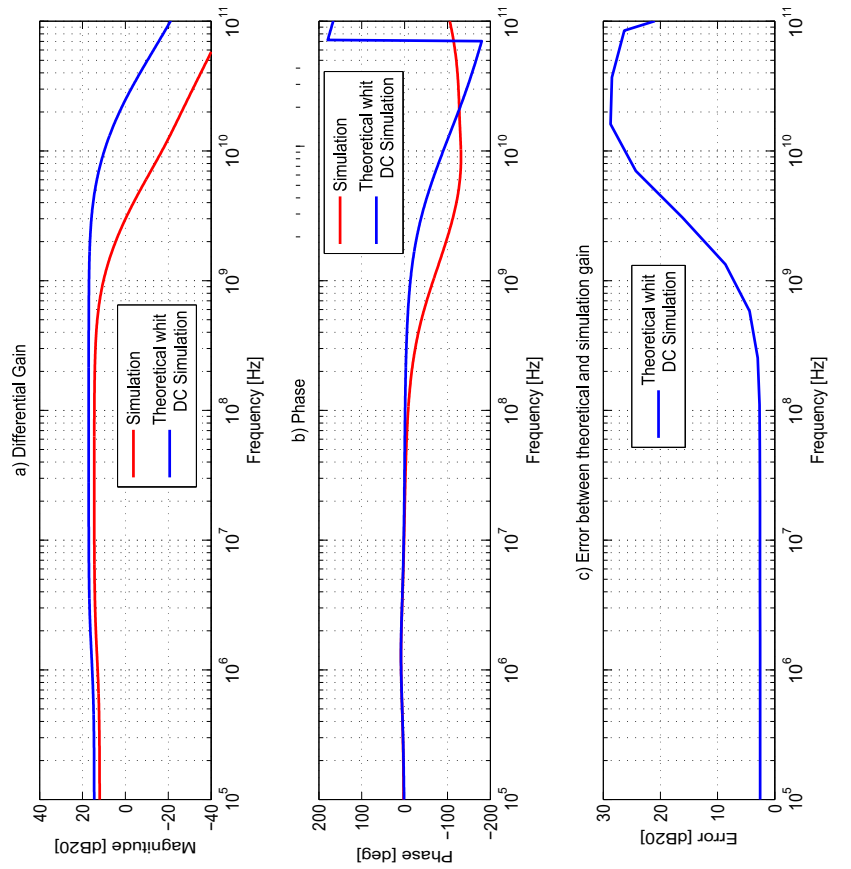 a) Differential Gain
Magnitude [dB20]
40
20
0
−20
−40
10^5
10^6
10^7
10^8
10^9
10^10
10^11
Frequency [Hz]
Simulation
Theoretical whit
DC Simulation
b) Phase
Phase [deg]
200
100
0
−100
−200
10^5
10^6
10^7
10^8
10^9
10^10
10^11
Frequency [Hz]
Simulation
Theoretical whit
DC Simulation
c) Error between theoretical and simulation gain
Error [dB20]
30
20
10
0
10^5
10^6
10^7
10^8
10^9
10^10
10^11
Frequency [Hz]
Theoretical whit
DC Simulation